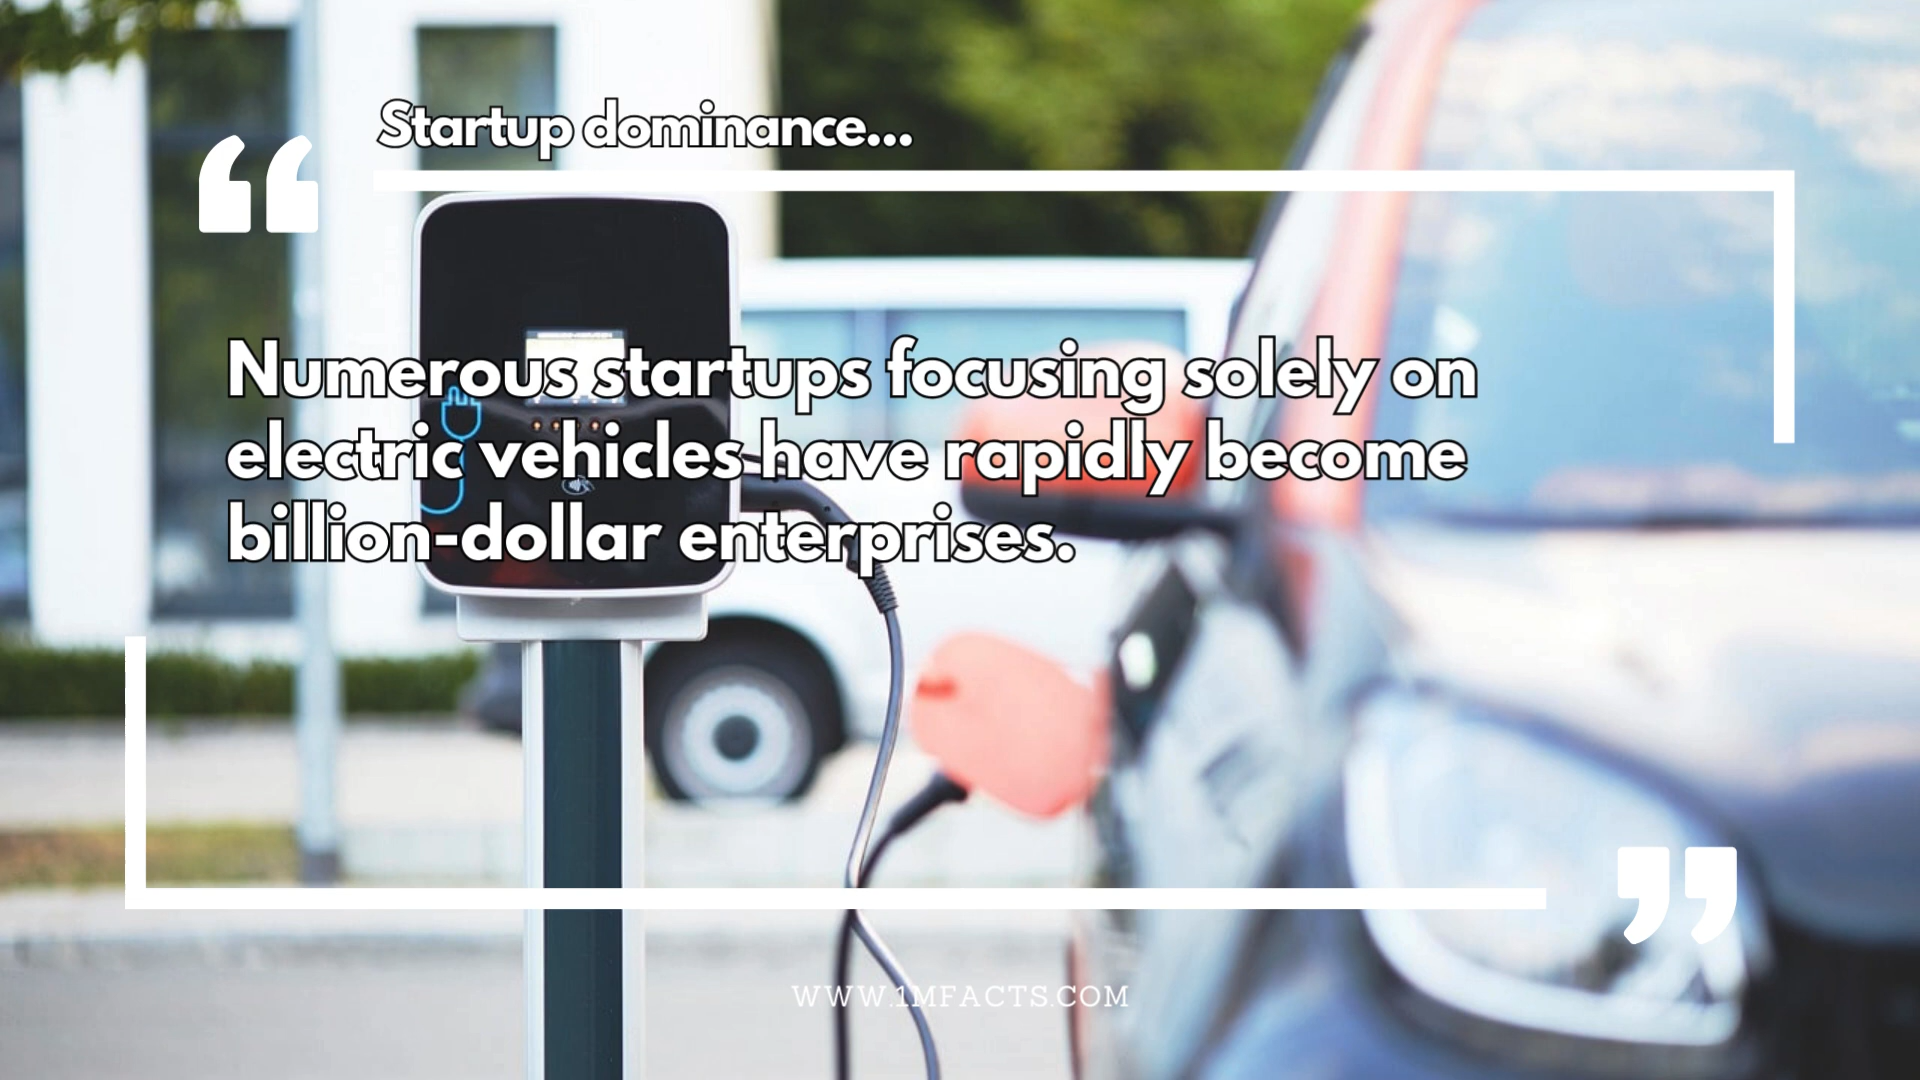 Startup dominance...
Numerous startups focusing solely on
electric vehicles have rapidly become
billion-dollar enterprises.
WWW.1MFACTS.COM